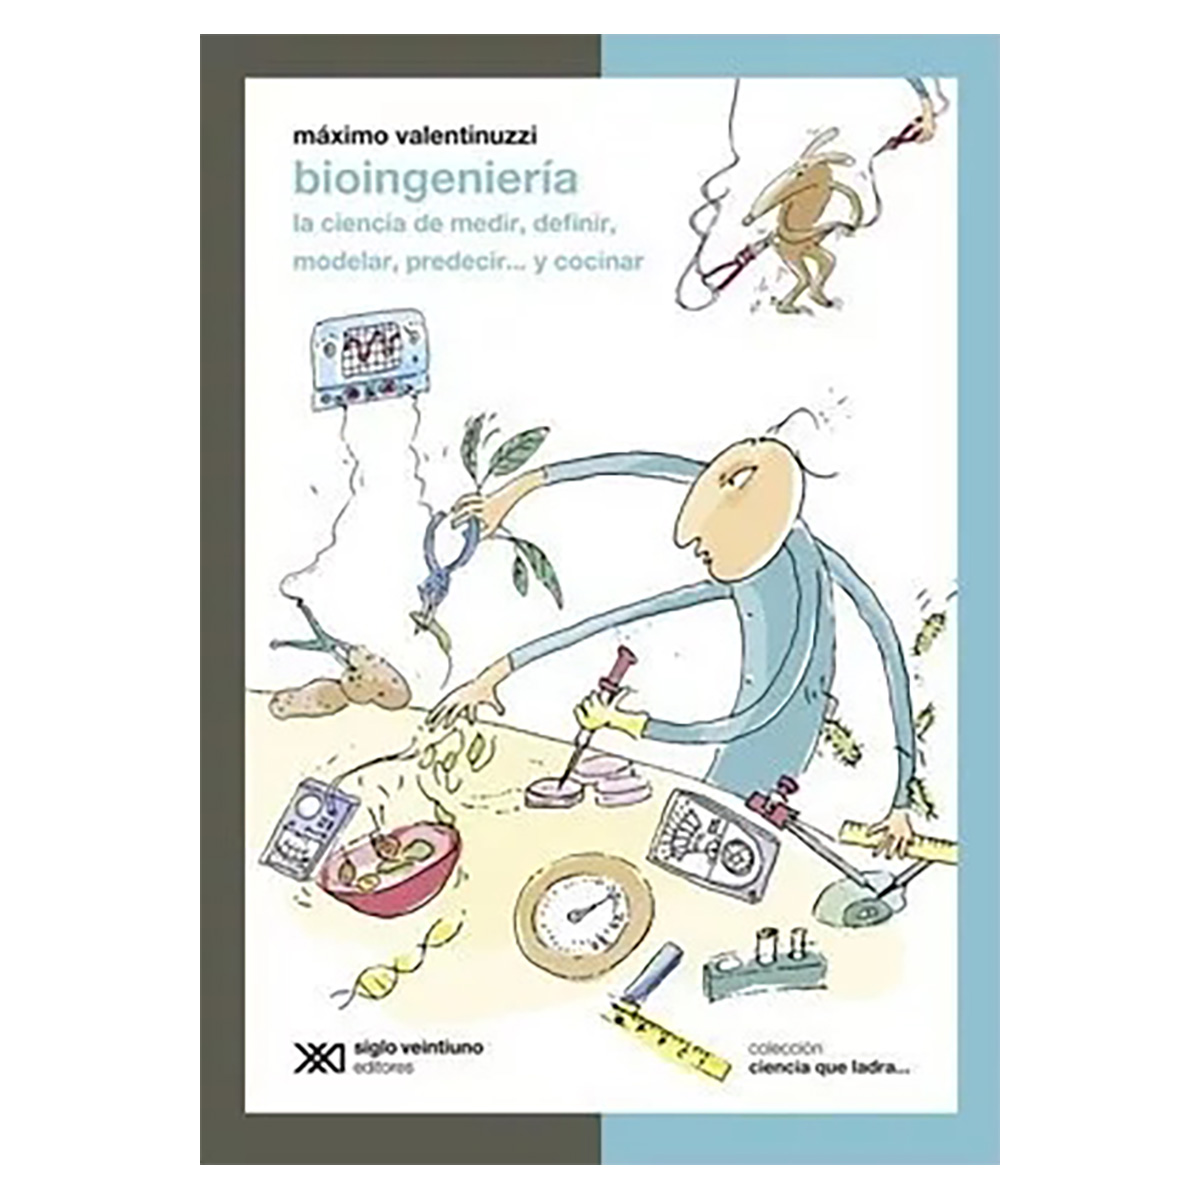 máximo valentinuzzi
bioingeniería
la ciencia de medir, definir,
modelar, predecir... y cocinar
siglo veintiuno
editores
colección
ciencia que ladra...